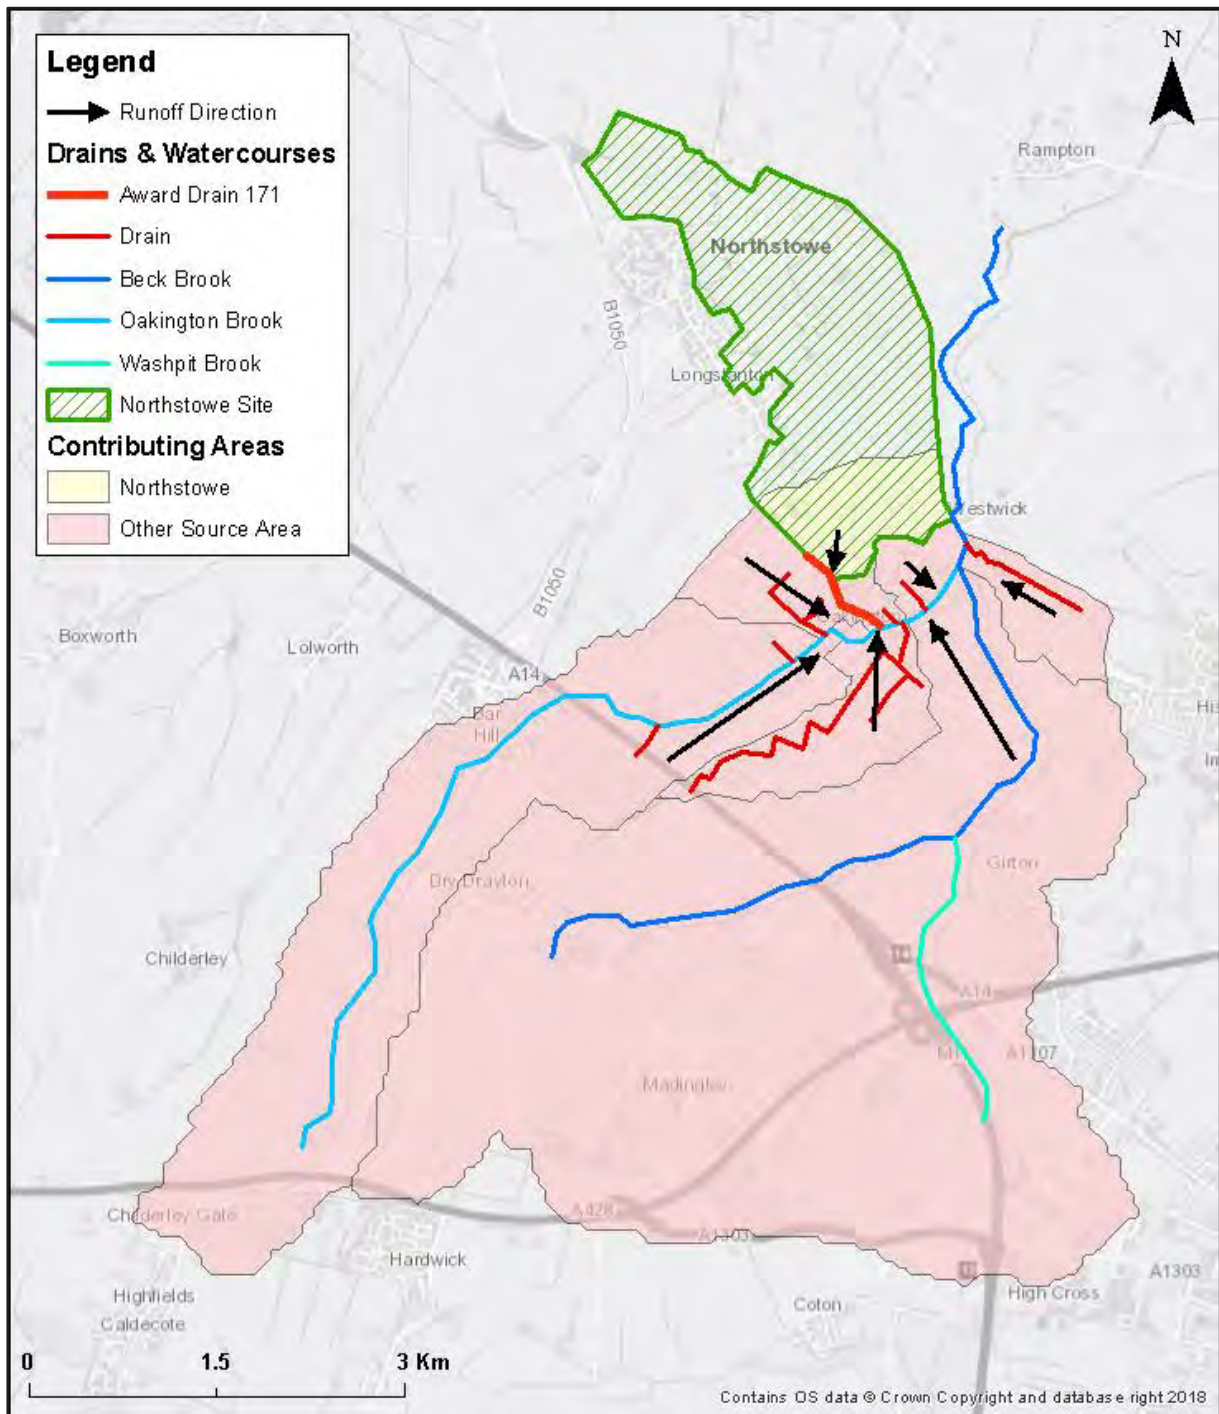 Legend
Runoff Direction
Drains & Watercourses
Award Drain 171
Drain
Beck Brook
Oakington Brook
Washpit Brook
Northstowe Site
Contributing Areas
Northstowe
Other Source Area
N
Rampton
Northstowe
B1050
Longstanton
Westwick
B1050
Boxworth
Lolworth
A14
Bar
Hill
Girton
Dry Drayton
Childerley
A14
A1307
Madingley
Childerley Gate
A428
A1303
Hardwick
High Cross
A1303
Highfields
Caldecote
Coton
0 1.5 3 Km
Contains OS data © Crown Copyright and database right 2018